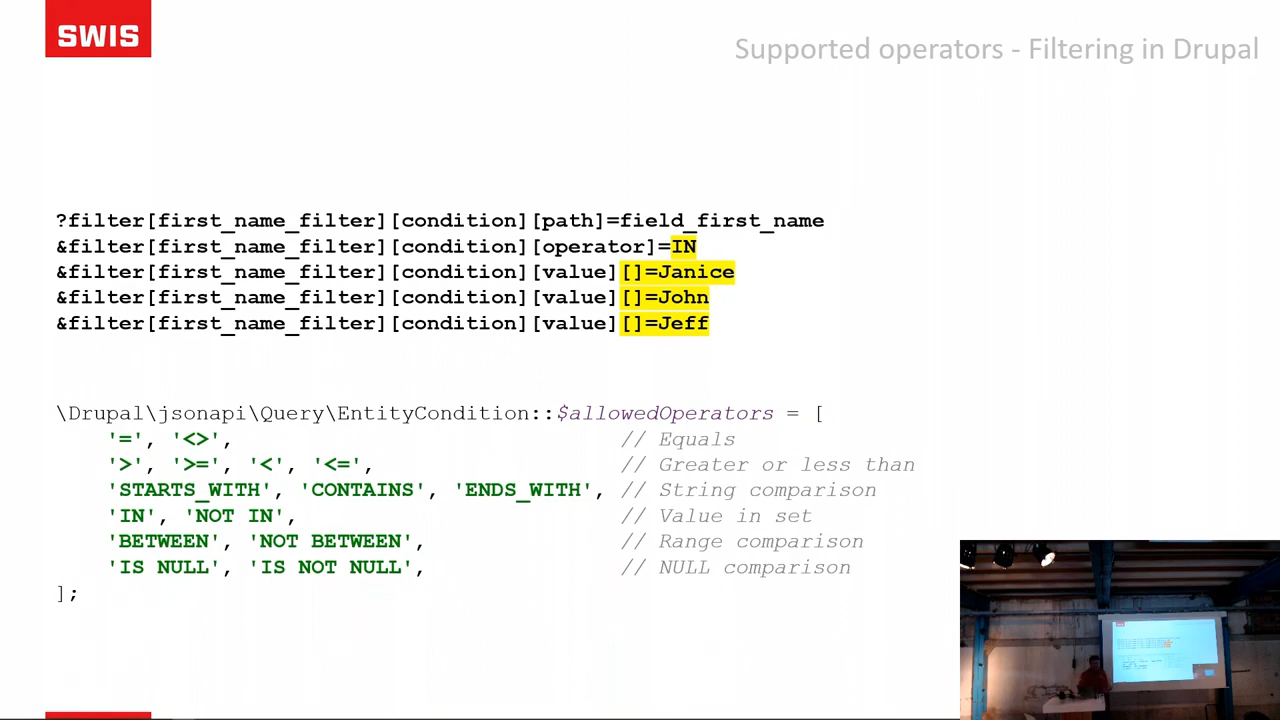 SWIS
Supported operators - Filtering in Drupal
?filter[first_name_filter][condition][path]=field_first_name
&filter[first_name_filter][condition][operator]=IN
&filter[first_name_filter][condition][value][]=Janice
&filter[first_name_filter][condition][value][]=John
&filter[first_name_filter][condition][value][]=Jeff
\Drupal\jsonapi\Query\EntityCondition::$allowedOperators = [
'=', '<>', // Equals
'>', '>=', '<', '<=', // Greater or less than
'STARTS_WITH', 'CONTAINS', 'ENDS_WITH', // String comparison
'IN', 'NOT IN', // Value in set
'BETWEEN', 'NOT BETWEEN', // Range comparison
'IS NULL', 'IS NOT NULL', // NULL comparison
];